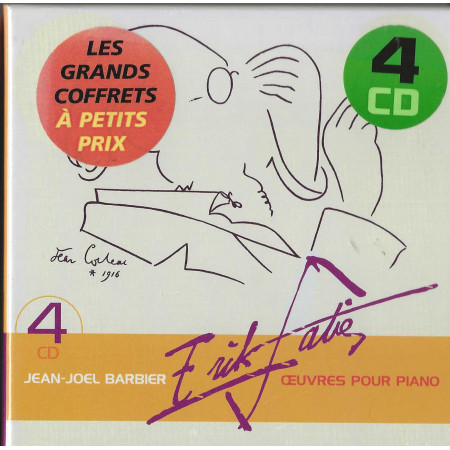 LES
GRANDS
COFFRETS
À PETITS
PRIX
4
CD
Jean Cocteau
* 1916
4
CD
JEAN-JOEL BARBIER
Erik Satie
ŒUVRES POUR PIANO